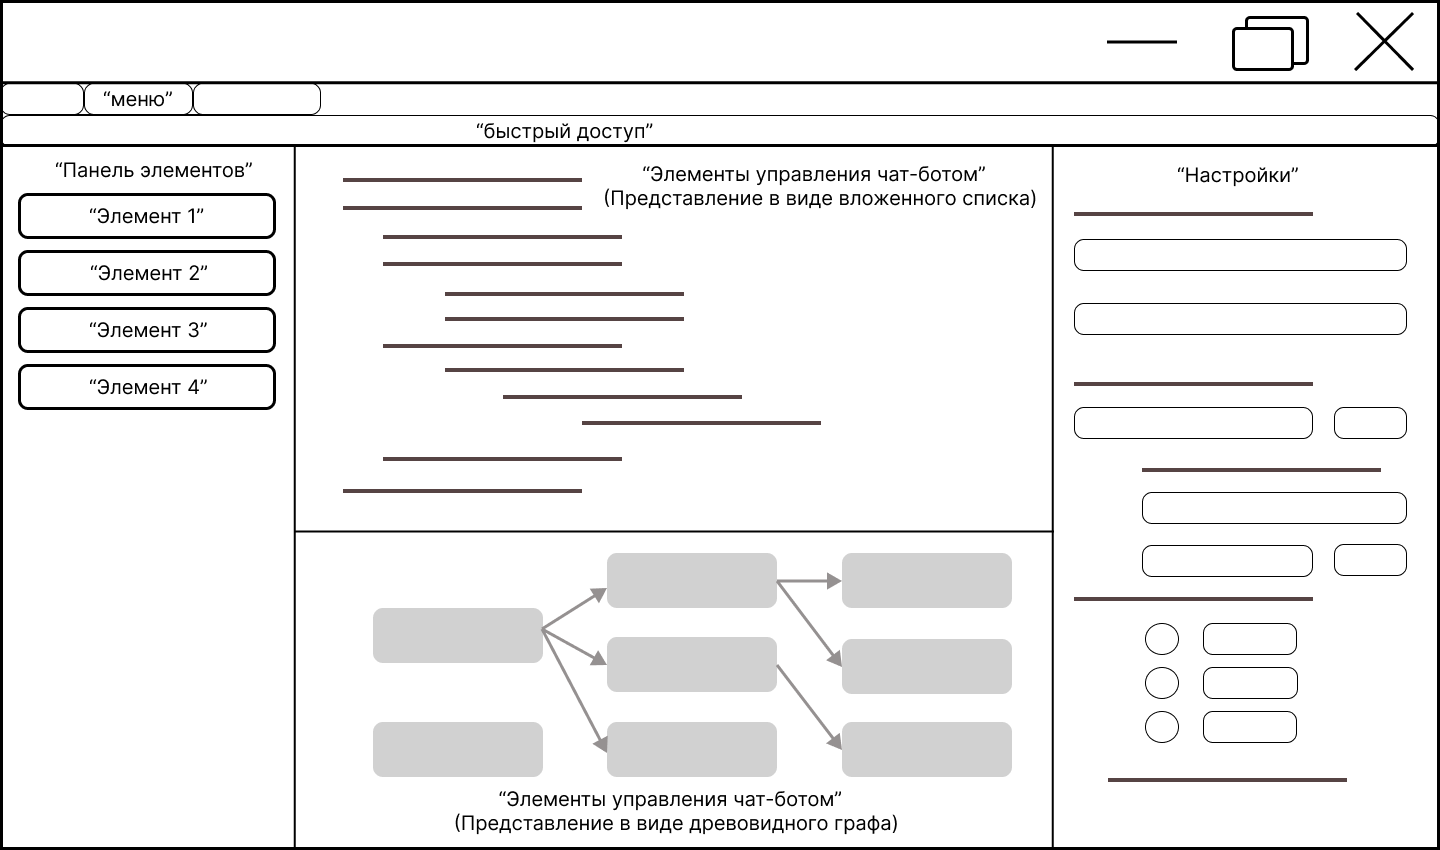 “меню”
“быстрый доступ”
“Панель элементов”
“Элемент 1”
“Элемент 2”
“Элемент 3”
“Элемент 4”
“Элементы управления чат-ботом”
(Представление в виде вложенного списка)
“Элементы управления чат-ботом”
(Представление в виде древовидного графа)
“Настройки”